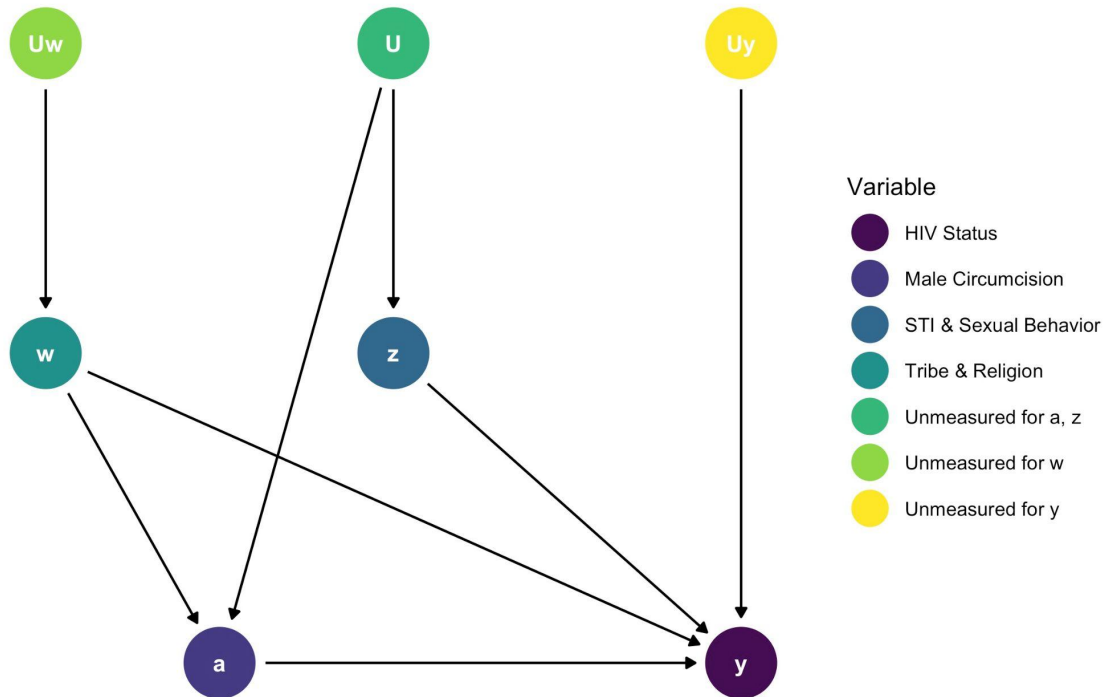 Uw
U
Uy
w
z
a
y
Variable
HIV Status
Male Circumcision
STI & Sexual Behavior
Tribe & Religion
Unmeasured for a, z
Unmeasured for w
Unmeasured for y